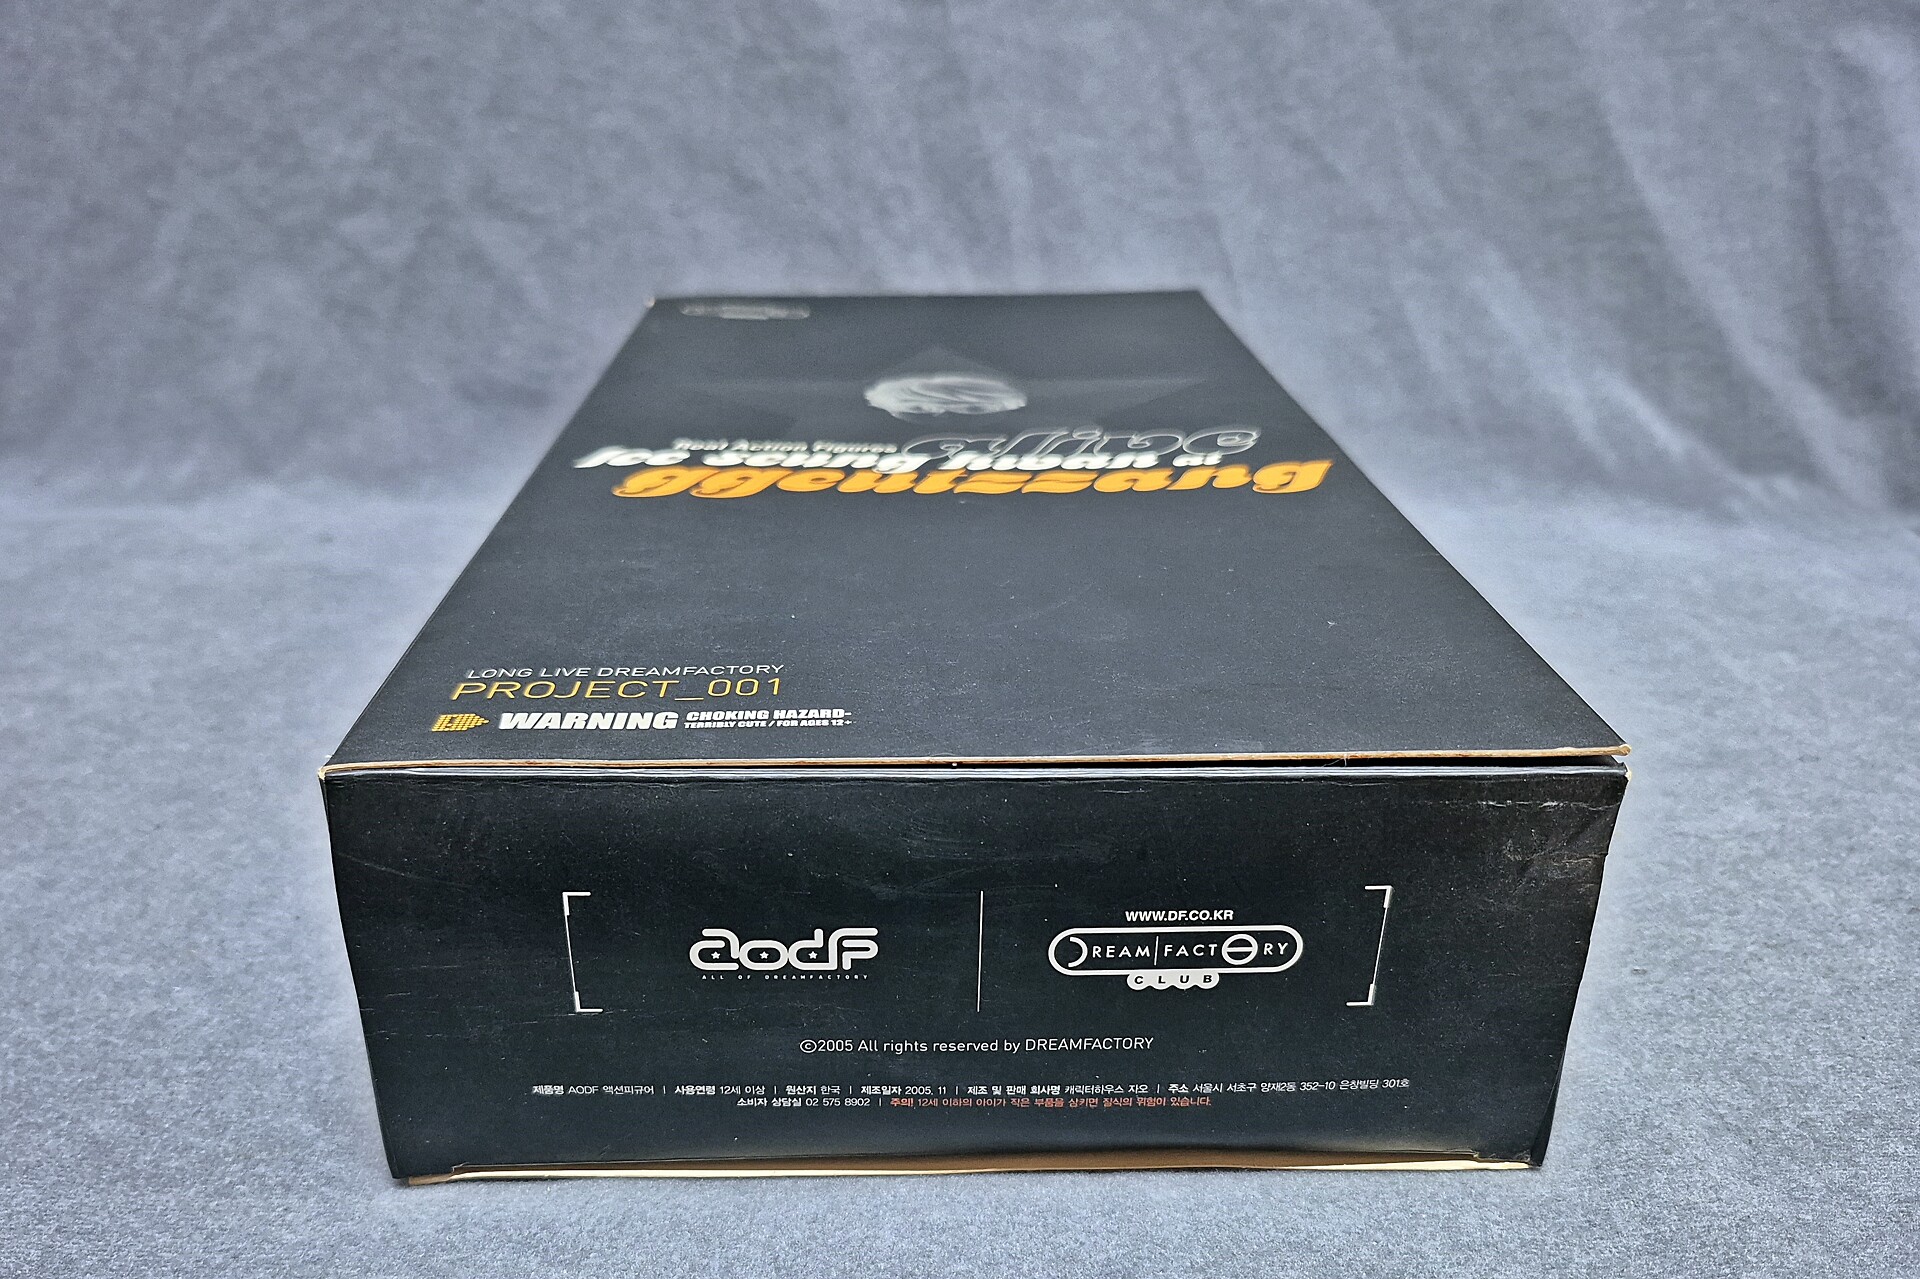 Real Action Figures
lee seung hwan at
ggentzzang
LONG LIVE DREAMFACTORY
PROJECT_001
WARNING CHOKING HAZARD-
TERRIBLY CUTE / FOR AGES 12+
aodf
ALL OF DREAMFACTORY
WWW.DF.CO.KR
DREAM|FACTORY
CLUB
©2005 All rights reserved by DREAMFACTORY
제품명 AODF 액션피규어 | 사용연령 12세 이상 | 원산지 한국 | 제조일자 2005. 11 | 제조 및 판매 회사명 캐릭터하우스 자오 | 주소 서울시 서초구 양재2동 352-10 은창빌딩 301호
소비자 상담실 02 575 8902 | 주의! 12세 이하의 아이가 작은 부품을 삼키면 질식의 위험이 있습니다.